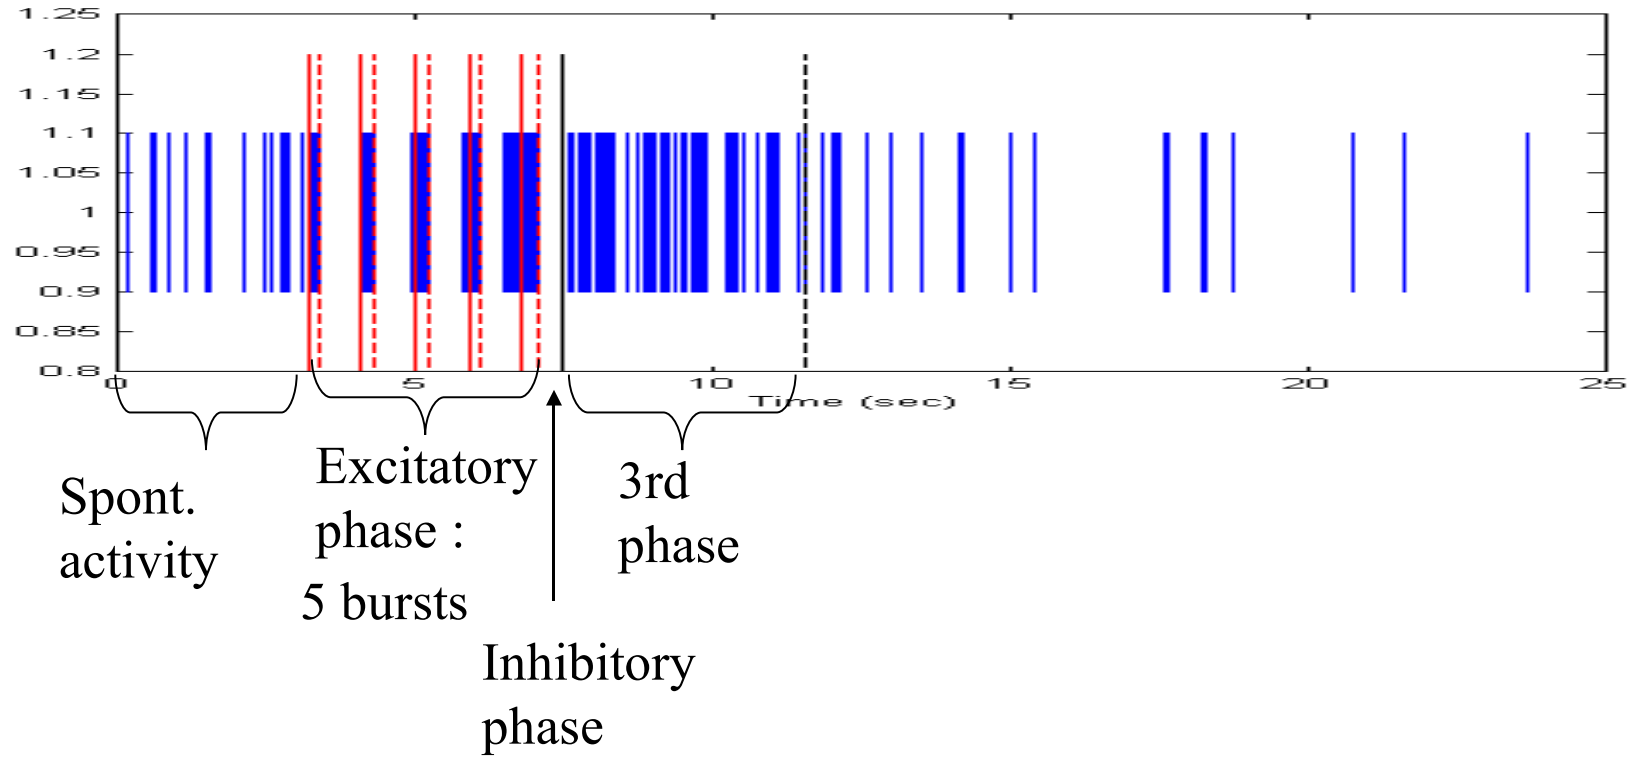 1.25
1.2
1.15
1.1
1.05
1
0.95
0.9
0.85
0.8
0 5 10 15 20 25
Time (sec)
Spont.
activity
Excitatory
phase :
5 bursts
Inhibitory
phase
3rd
phase